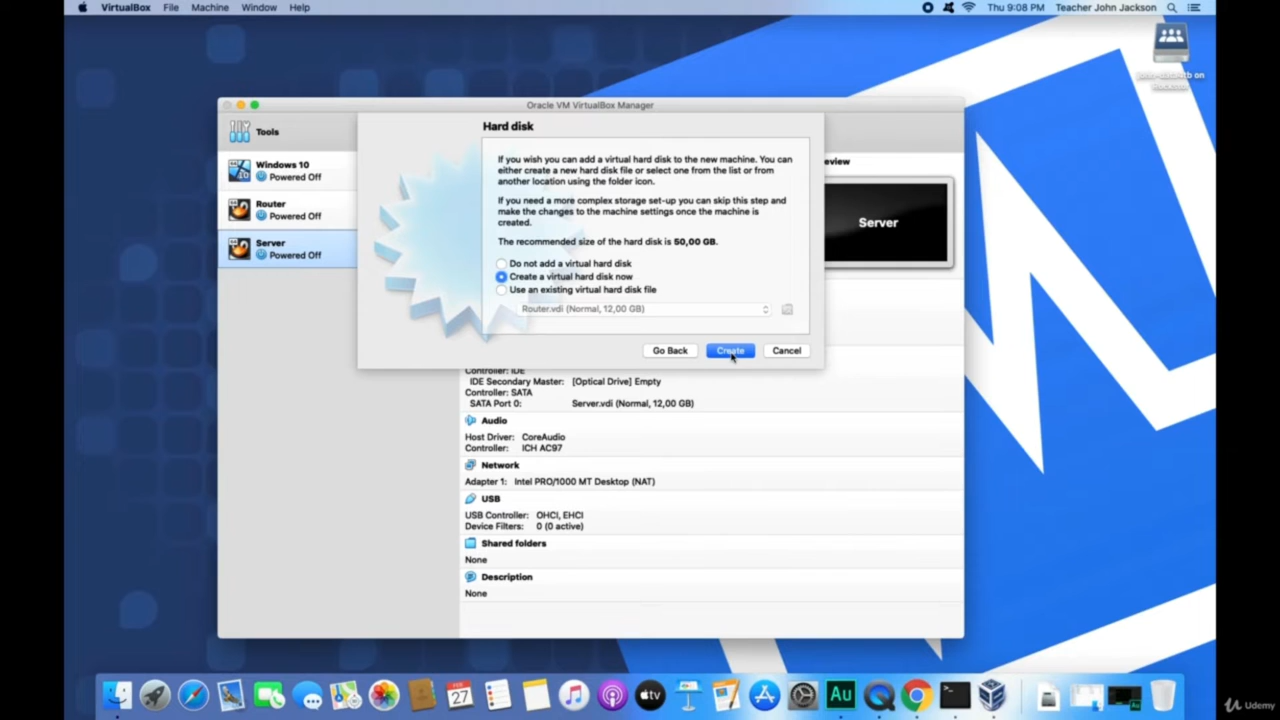 VirtualBox File Machine Window Help
Thu 9:08 PM Teacher John Jackson
Oracle VM VirtualBox Manager
Tools
Windows 10
Powered Off
Router
Powered Off
Server
Powered Off
Hard disk
If you wish you can add a virtual hard disk to the new machine. You can
either create a new hard disk file or select one from the list or from
another location using the folder icon.
If you need a more complex storage set-up you can skip this step and
make the changes to the machine settings once the machine is
created.
The recommended size of the hard disk is 50,00 GB.
Do not add a virtual hard disk
Create a virtual hard disk now
Use an existing virtual hard disk file
Router.vdi (Normal, 12,00 GB)
Go Back Create Cancel
eview
Server
Controller: IDE
IDE Secondary Master: [Optical Drive] Empty
Controller: SATA
SATA Port 0: Server.vdi (Normal, 12,00 GB)
Audio
Host Driver: CoreAudio
Controller: ICH AC97
Network
Adapter 1: Intel PRO/1000 MT Desktop (NAT)
USB
USB Controller: OHCI, EHCI
Device Filters: 0 (0 active)
Shared folders
None
Description
None
27
tv
Au
Udemy